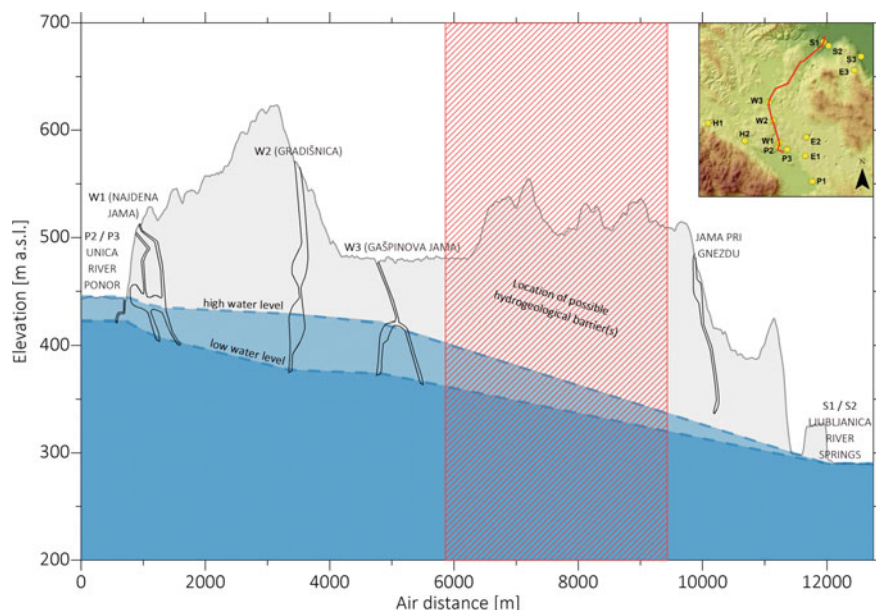 700
600
500
400
300
200
Elevation [m a.s.l.]
0
2000
4000
6000
8000
10000
12000
Air distance [m]
P2 / P3
UNICA
RIVER
PONOR
W1 (NAJDENA
JAMA)
W2 (GRADIŠNICA)
W3 (GAŠPINOVA JAMA)
high water level
low water level
Location of possible
hydrogeological barrier(s)
JAMA PRI
GNEZDU
S1 / S2
LJUBLJANICA
RIVER
SPRINGS
S1
S2
S3
E3
W3
W2
H1
H2
W1
P2
P3
E2
E1
P1
N